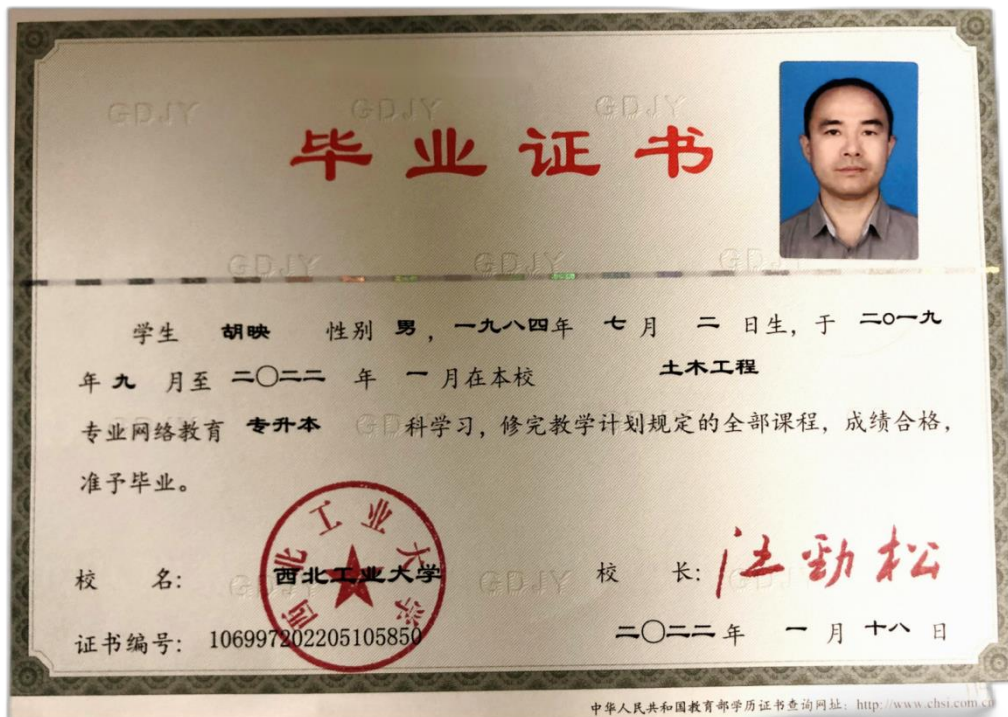 GDJY GDJY GDJY
毕业证书
GDJY GDJY GDJY
学生 胡映 性别 男，一九八四年 七 月 二 日生，于 二〇一九
年 九 月至 二〇二二 年 一 月在本校 土木工程
专业网络教育 专升本 科学习，修完教学计划规定的全部课程，成绩合格，
GDJY
准予毕业。
西北工业大学
校 名： 西北工业大学 校 长： 汪劲松
GDJY GDJY GDJY
证书编号： 106997202205105850 二〇二二 年 一 月 十八 日
中华人民共和国教育部学历证书查询网址：http://www.chsi.com.cn